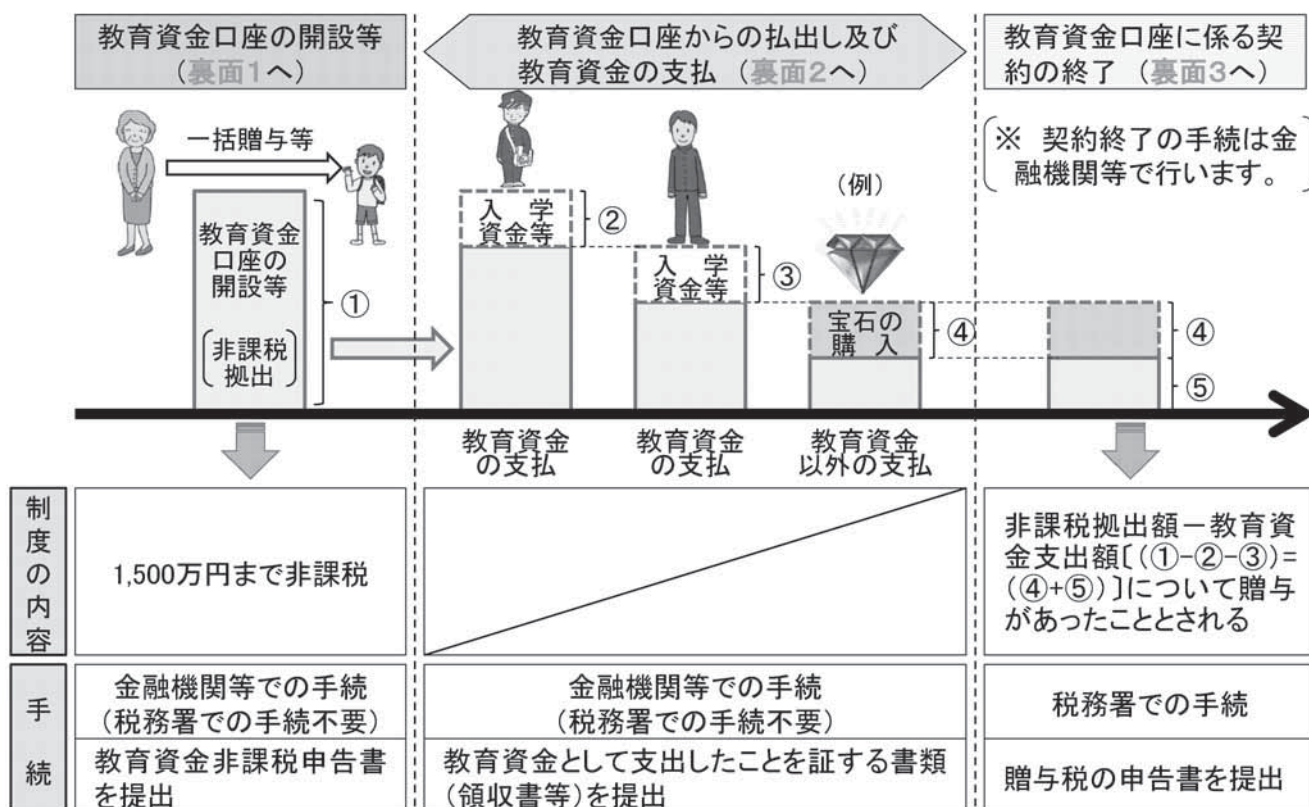 教育資金口座の開設等
（裏面1へ）
教育資金口座からの払出し及び
教育資金の支払（裏面2へ）
教育資金口座に係る契
約の終了（裏面3へ）
一括贈与等
教育資金
口座の
開設等
非課税
拠出
①
入学
資金等
②
入学
資金等
③
（例）
宝石の
購入
④
※ 契約終了の手続は金
融機関等で行います。
④
⑤
教育資金
の支払
教育資金
の支払
教育資金
以外の支払
制度の内容
1,500万円まで非課税
非課税拠出額－教育資
金支出額〔(①-②-③)=
(④+⑤)〕について贈与
があったこととされる
手続
金融機関等での手続
（税務署での手続不要）
金融機関等での手続
（税務署での手続不要）
税務署での手続
教育資金非課税申告書
を提出
教育資金として支出したことを証する書類
（領収書等）を提出
贈与税の申告書を提出